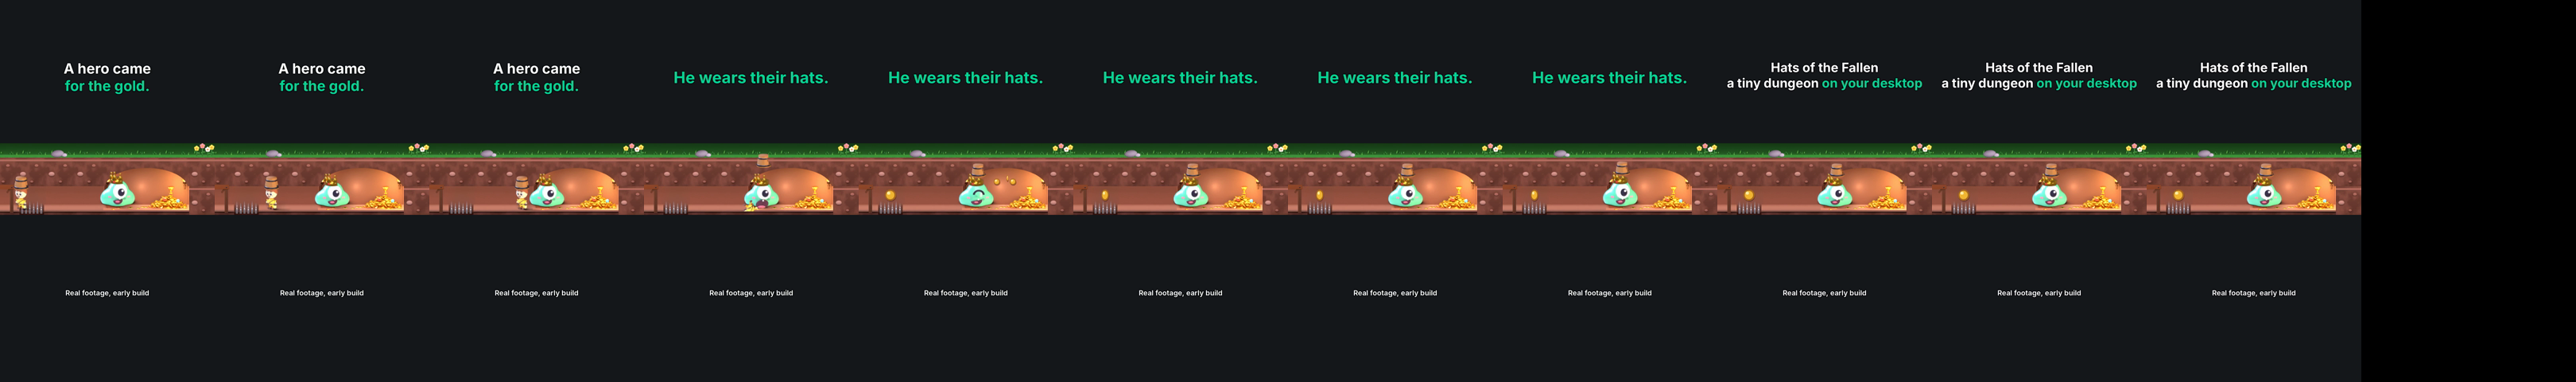 A hero came
for the gold.
A hero came
for the gold.
A hero came
for the gold.
He wears their hats.
He wears their hats.
He wears their hats.
He wears their hats.
He wears their hats.
Hats of the Fallen
a tiny dungeon on your desktop
Hats of the Fallen
a tiny dungeon on your desktop
Hats of the Fallen
a tiny dungeon on your desktop
Real footage, early build
Real footage, early build
Real footage, early build
Real footage, early build
Real footage, early build
Real footage, early build
Real footage, early build
Real footage, early build
Real footage, early build
Real footage, early build
Real footage, early build